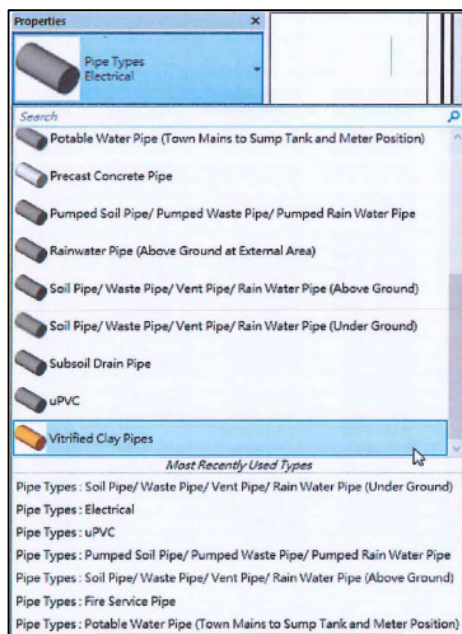 Properties
Pipe Types
Electrical
Search
Potable Water Pipe (Town Mains to Sump Tank and Meter Position)
Precast Concrete Pipe
Pumped Soil Pipe/ Pumped Waste Pipe/ Pumped Rain Water Pipe
Rainwater Pipe (Above Ground at External Area)
Soil Pipe/ Waste Pipe/ Vent Pipe/ Rain Water Pipe (Above Ground)
Soil Pipe/ Waste Pipe/ Vent Pipe/ Rain Water Pipe (Under Ground)
Subsoil Drain Pipe
uPVC
Vitrified Clay Pipes
Most Recently Used Types
Pipe Types : Soil Pipe/ Waste Pipe/ Vent Pipe/ Rain Water Pipe (Under Ground)
Pipe Types : Electrical
Pipe Types : uPVC
Pipe Types : Pumped Soil Pipe/ Pumped Waste Pipe/ Pumped Rain Water Pipe
Pipe Types : Soil Pipe/ Waste Pipe/ Vent Pipe/ Rain Water Pipe (Above Ground)
Pipe Types : Fire Service Pipe
Pipe Types : Potable Water Pipe (Town Mains to Sump Tank and Meter Position)